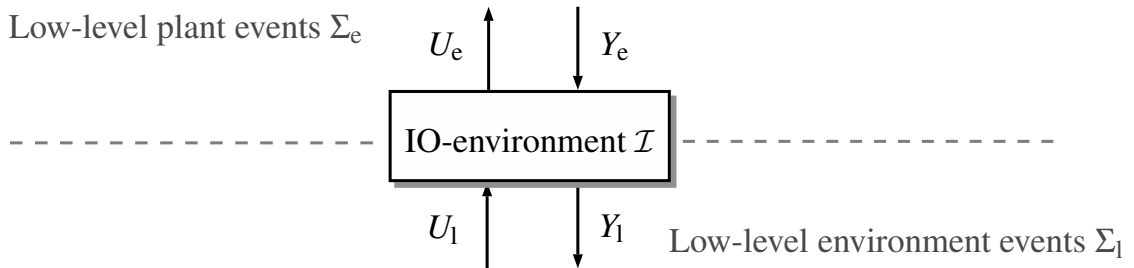 Low-level plant events Σₑ
Uₑ Yₑ
IO-environment ℐ
Uₗ Yₗ
Low-level environment events Σₗ